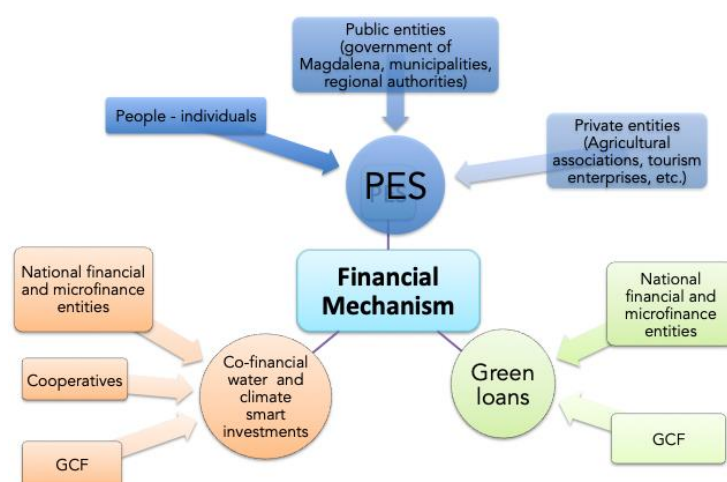 Public entities
(government of
Magdalena, municipalities,
regional authorities)
People - individuals
Private entities
(Agricultural
associations, tourism
enterprises, etc.)
PES
PES
Financial
Mechanism
National financial
and microfinance
entities
Cooperatives
GCF
Co-financial
water and
climate
smart
investments
Green
loans
National
financial and
microfinance
entities
GCF